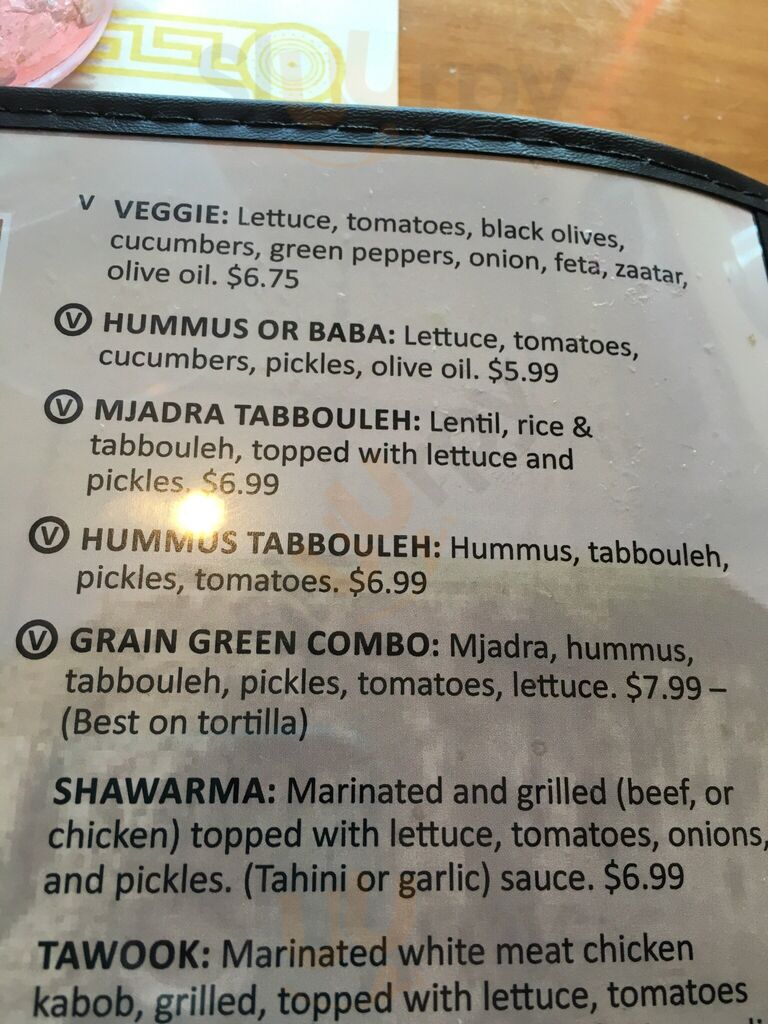 V VEGGIE: Lettuce, tomatoes, black olives,
cucumbers, green peppers, onion, feta, zaatar,
olive oil. $6.75
V HUMMUS OR BABA: Lettuce, tomatoes,
cucumbers, pickles, olive oil. $5.99
V MJADRA TABBOULEH: Lentil, rice &
tabbouleh, topped with lettuce and
pickles. $6.99
V HUMMUS TABBOULEH: Hummus, tabbouleh,
pickles, tomatoes. $6.99
V GRAIN GREEN COMBO: Mjadra, hummus,
tabbouleh, pickles, tomatoes, lettuce. $7.99 –
(Best on tortilla)
SHAWARMA: Marinated and grilled (beef, or
chicken) topped with lettuce, tomatoes, onions,
and pickles. (Tahini or garlic) sauce. $6.99
TAWOOK: Marinated white meat chicken
kabob, grilled, topped with lettuce, tomatoes